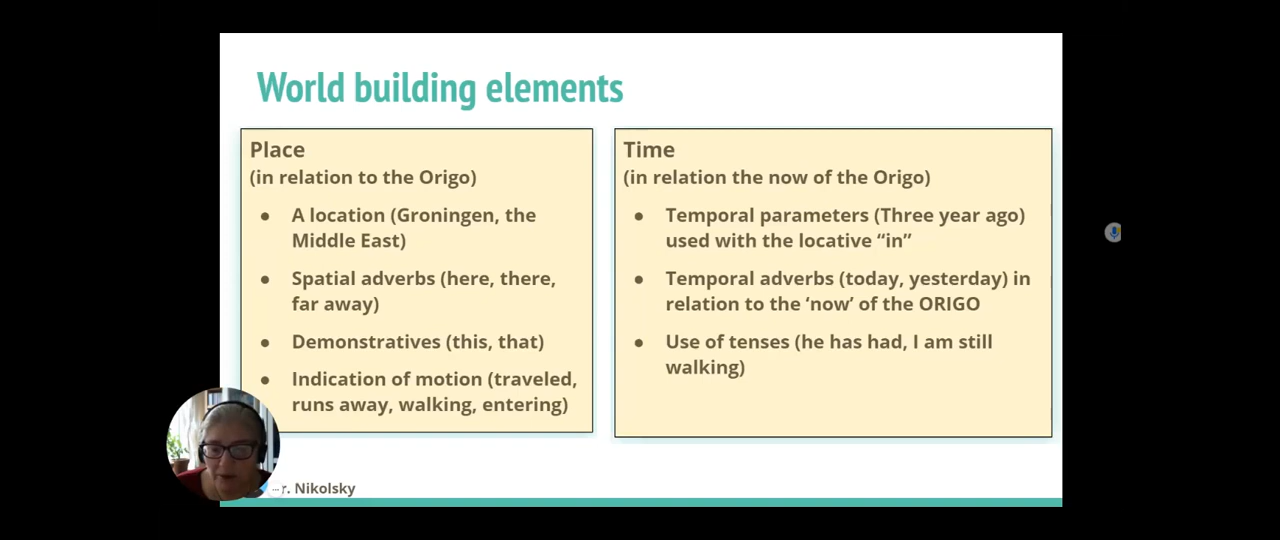 World building elements
Place
(in relation to the Origo)
● A location (Groningen, the
Middle East)
● Spatial adverbs (here, there,
far away)
● Demonstratives (this, that)
● Indication of motion (traveled,
runs away, walking, entering)
Time
(in relation the now of the Origo)
● Temporal parameters (Three year ago)
used with the locative “in”
● Temporal adverbs (today, yesterday) in
relation to the ‘now’ of the ORIGO
● Use of tenses (he has had, I am still
walking)
r. Nikolsky